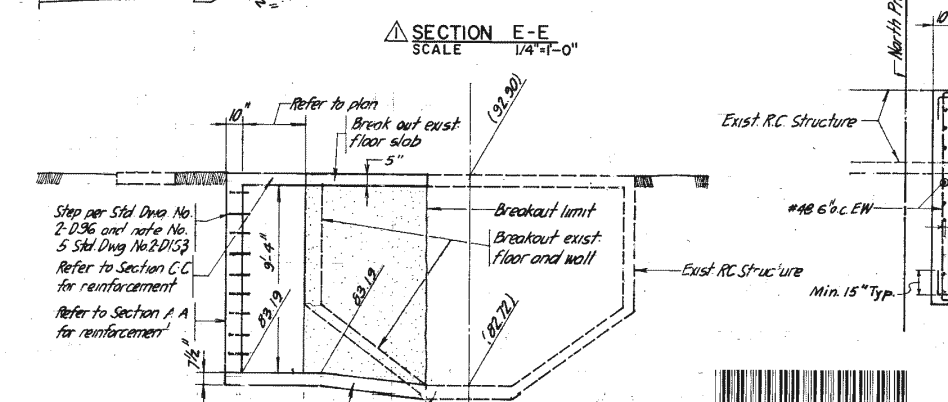 SECTION E-E
SCALE 1/4"=1'-0"
10"
Refer to plan
Break out exist.
floor slab
5"
(92.90)
Step per Std Dwg. No.
2-D96 and note No.
5 Std. Dwg No. 2-D153
Refer to Section C-C
for reinforcement
Refer to Section A A
for reinforcement
7½"
9'-4"
83.19
83.19
(82.72)
Breakout limit
Breakout exist.
floor and wall
Exist RC Structure
North
10
Exist. R.C. Structure
#4@ 6" o.c. EW
Min. 15" Typ.